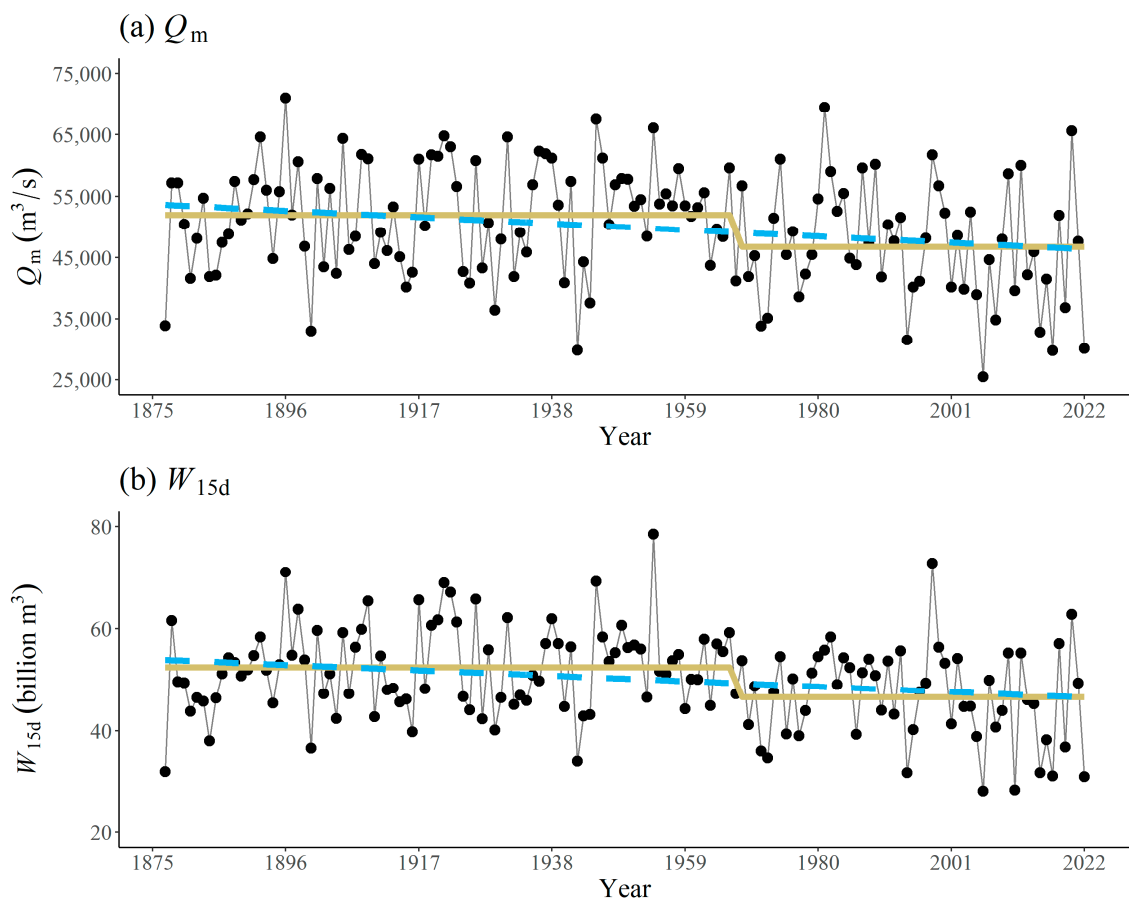 (a) Qm
75,000
65,000
55,000
45,000
35,000
25,000
Qm (m³/s)
1875 1896 1917 1938 1959 1980 2001 2022
Year
(b) W15d
80
60
40
20
W15d (billion m³)
1875 1896 1917 1938 1959 1980 2001 2022
Year